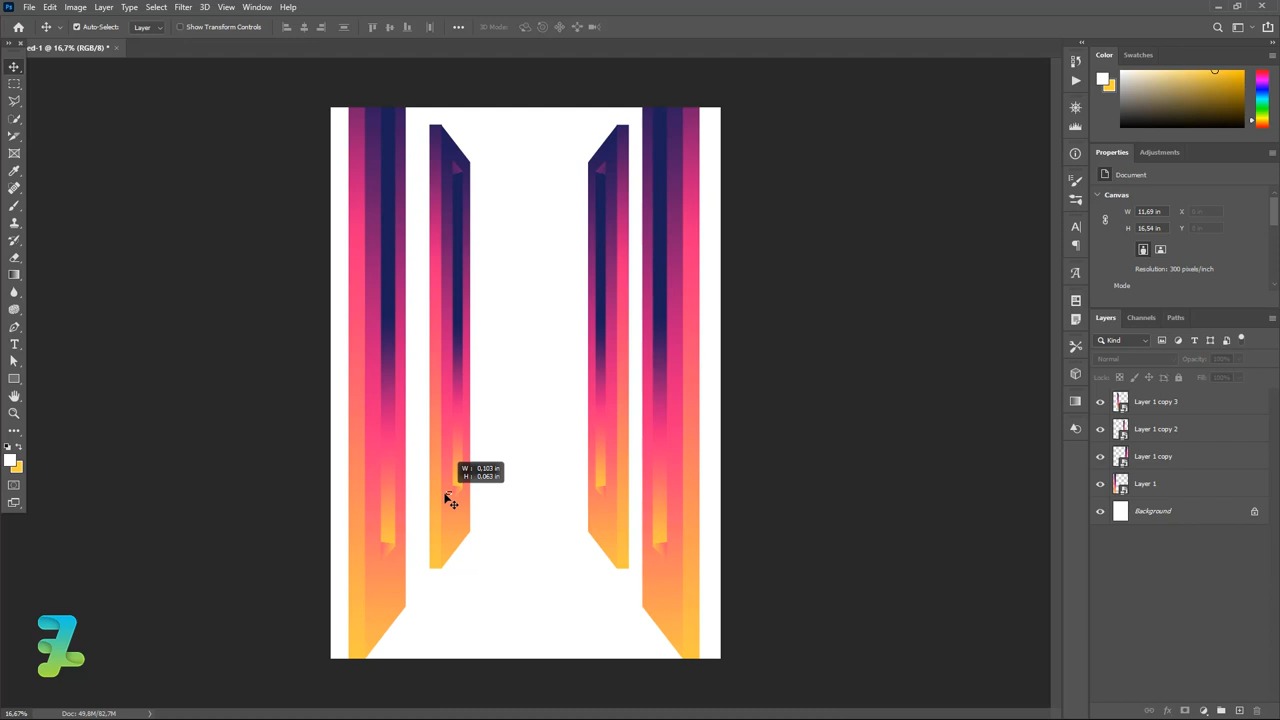 Ps File Edit Image Layer Type Select Filter 3D View Window Help
Auto-Select: Layer Show Transform Controls 3D Mode:
ed-1 @ 16,7% (RGB/8) *
Color Swatches
Properties Adjustments
Document
Canvas
W 11,69 in X
H 16,54 in Y
Resolution: 300 pixels/inch
Mode
Layers Channels Paths
Kind
Normal Opacity: 100%
Lock: Fill: 100%
Layer 1 copy 3
Layer 1 copy 2
Layer 1 copy
Layer 1
Background
W : 0,103 in
H : 0,063 in
16,67% Doc: 49,8M/82,7M